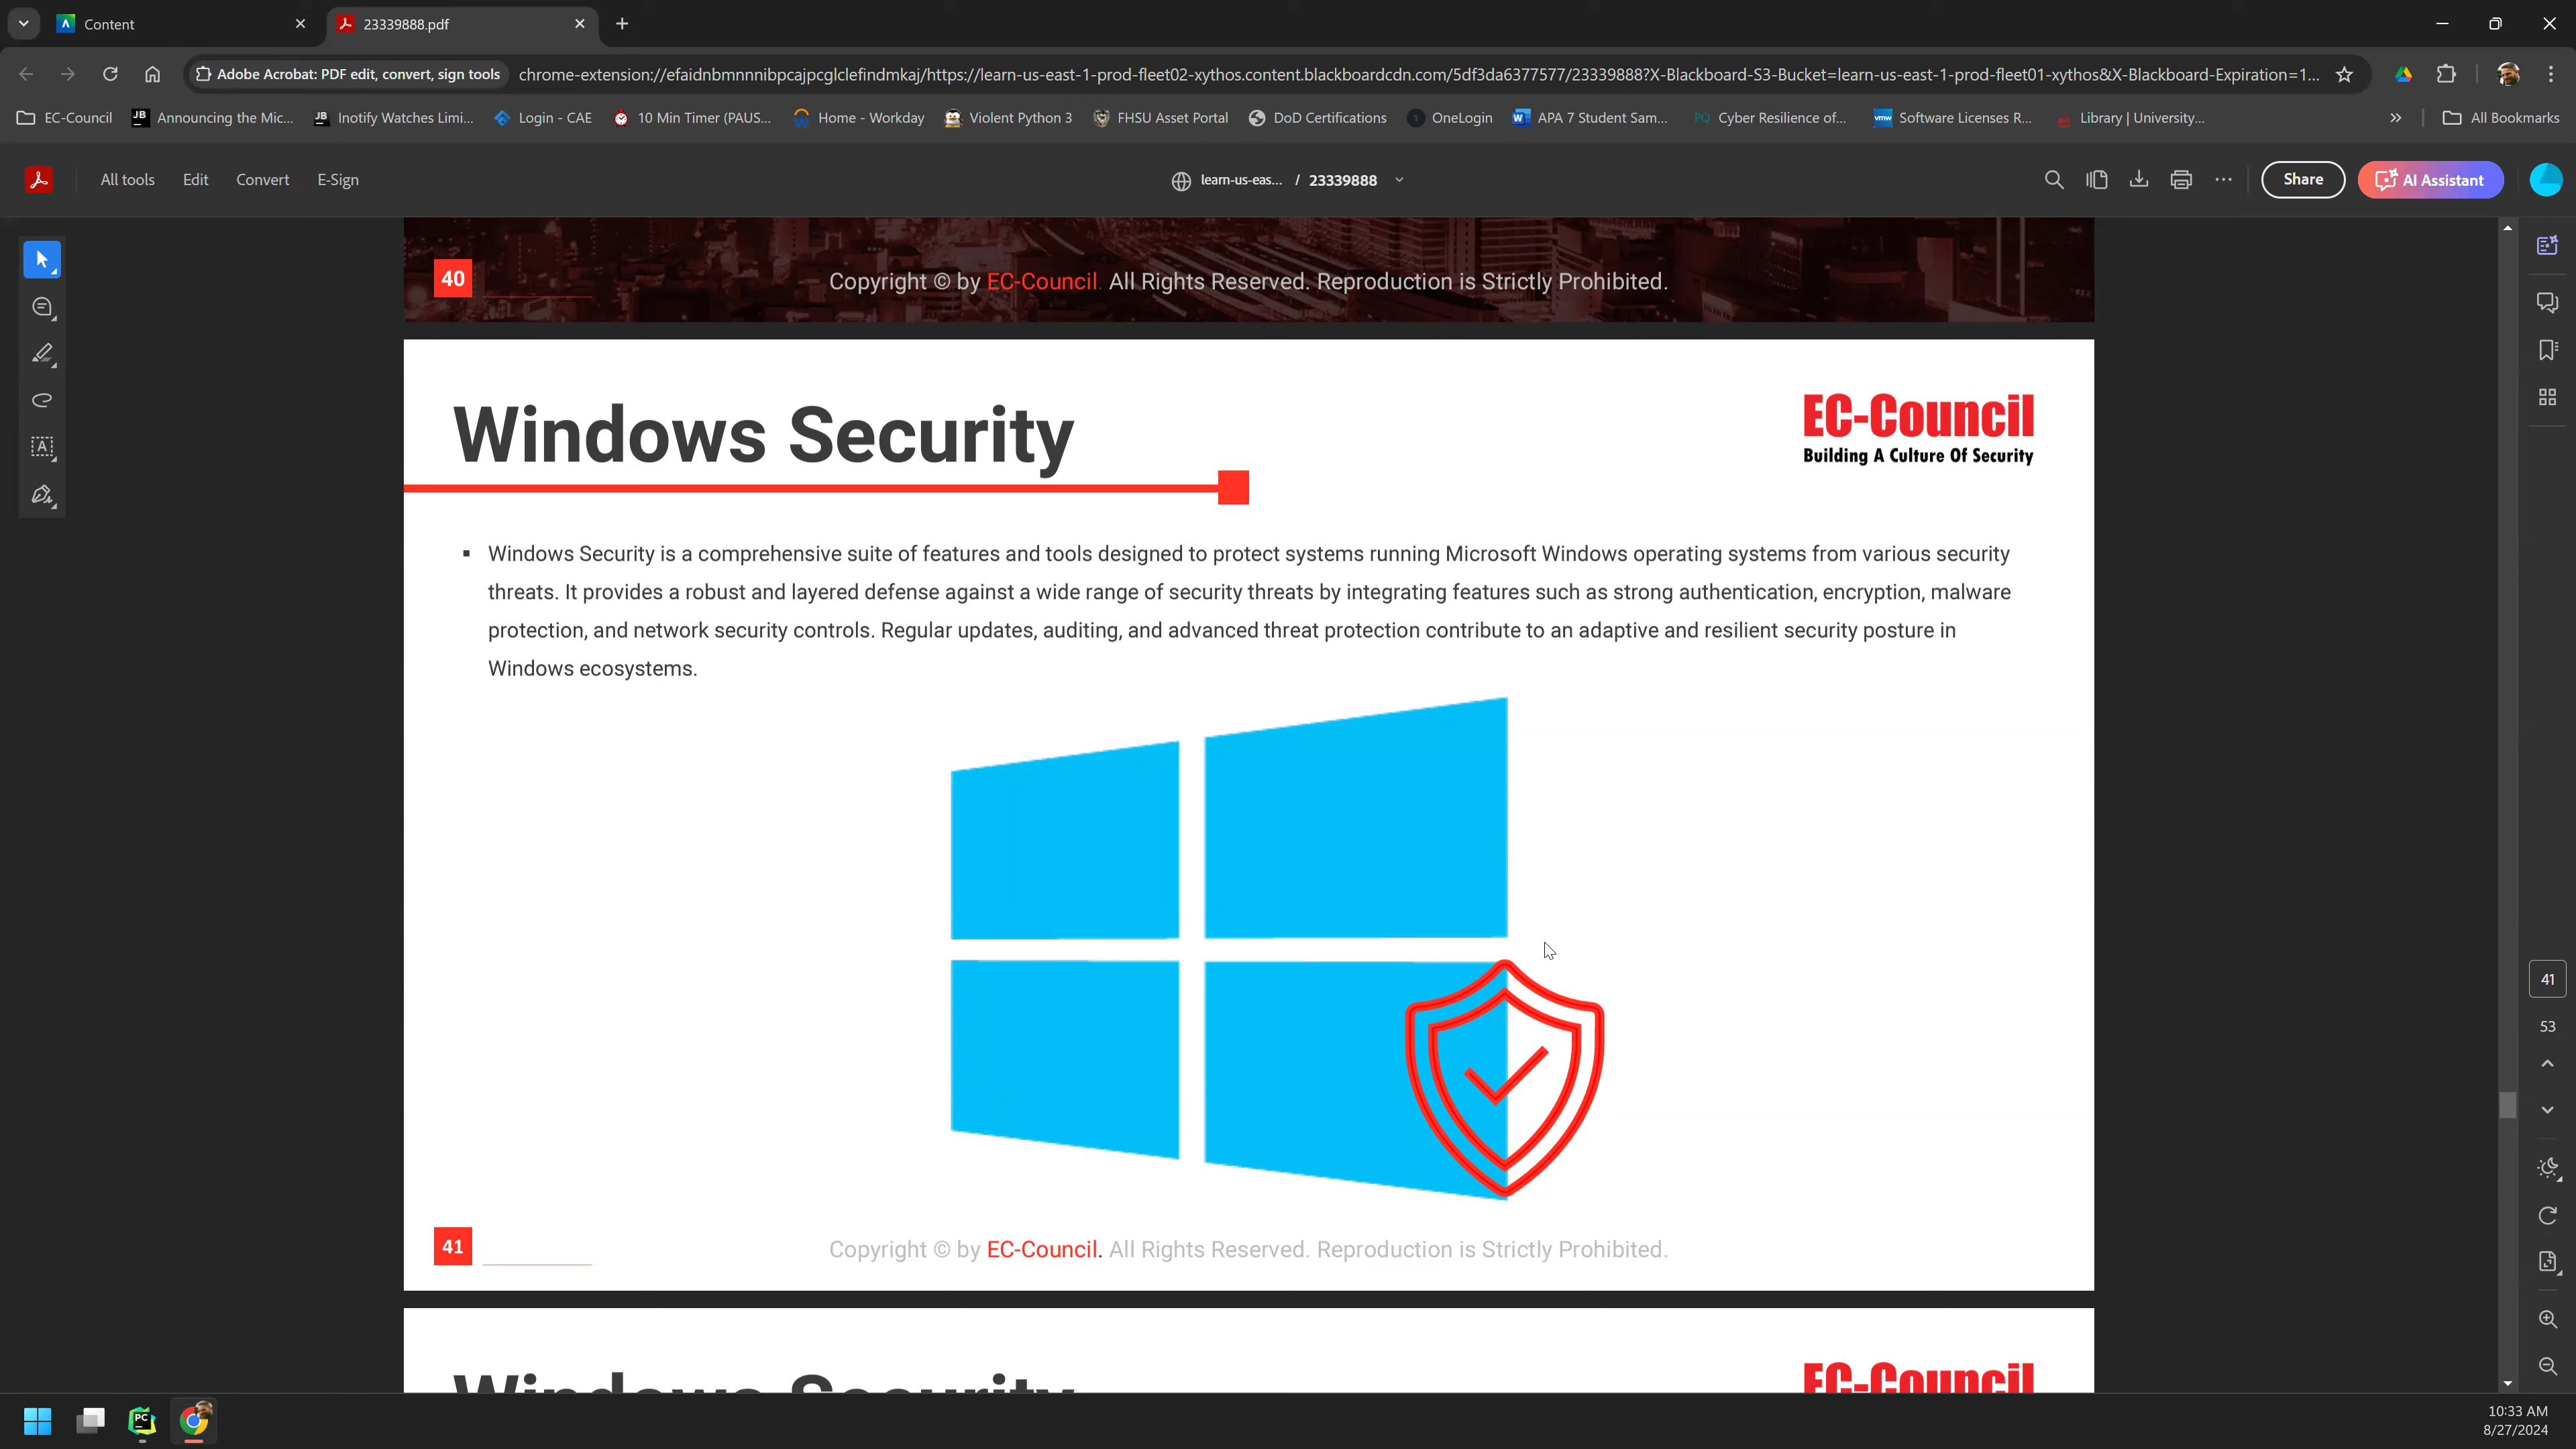 Content
23339888.pdf
Adobe Acrobat: PDF edit, convert, sign tools
chrome-extension://efaidnbmnnnibpcajpcglclefindmkaj/https://learn-us-east-1-prod-fleet02-xythos.content.blackboardcdn.com/5df3da6377577/23339888?X-Blackboard-S3-Bucket=learn-us-east-1-prod-fleet01-xythos&X-Blackboard-Expiration=1...
EC-Council
JB Announcing the Mic...
JB Inotify Watches Limi...
Login - CAE
10 Min Timer (PAUS...
Home - Workday
Violent Python 3
FHSU Asset Portal
DoD Certifications
OneLogin
W APA 7 Student Sam...
PQ Cyber Resilience of...
vmw Software Licenses R...
Library | University...
All Bookmarks
All tools
Edit
Convert
E-Sign
learn-us-eas... / 23339888
Share
AI Assistant
40
Copyright © by EC-Council. All Rights Reserved. Reproduction is Strictly Prohibited.
Windows Security
EC-Council
Building A Culture Of Security
▪ Windows Security is a comprehensive suite of features and tools designed to protect systems running Microsoft Windows operating systems from various security
threats. It provides a robust and layered defense against a wide range of security threats by integrating features such as strong authentication, encryption, malware
protection, and network security controls. Regular updates, auditing, and advanced threat protection contribute to an adaptive and resilient security posture in
Windows ecosystems.
41
53
41
Copyright © by EC-Council. All Rights Reserved. Reproduction is Strictly Prohibited.
Windows Security
EC-Council
PC
10:33 AM
8/27/2024